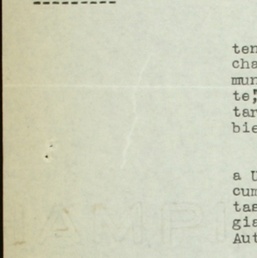 ----------
ten
cha
mun
te,"
tar
bie
a U
cum
tas
gia
Aut